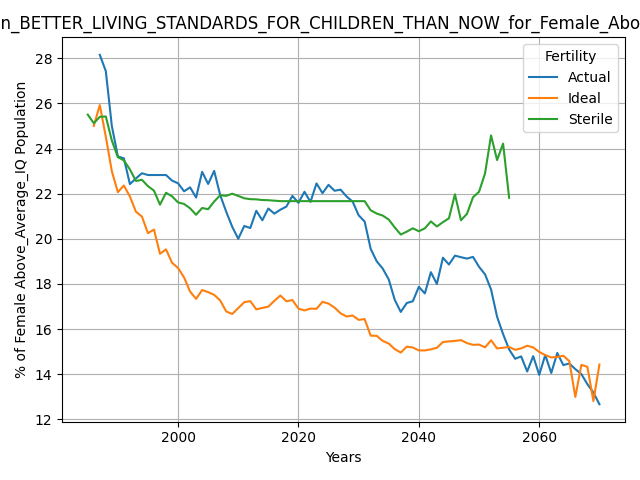 n_BETTER_LIVING_STANDARDS_FOR_CHILDREN_THAN_NOW_for_Female_Abo
% of Female Above_Average_IQ Population
28
26
24
22
20
18
16
14
12
Fertility
Actual
Ideal
Sterile
2000
2020
2040
2060
Years